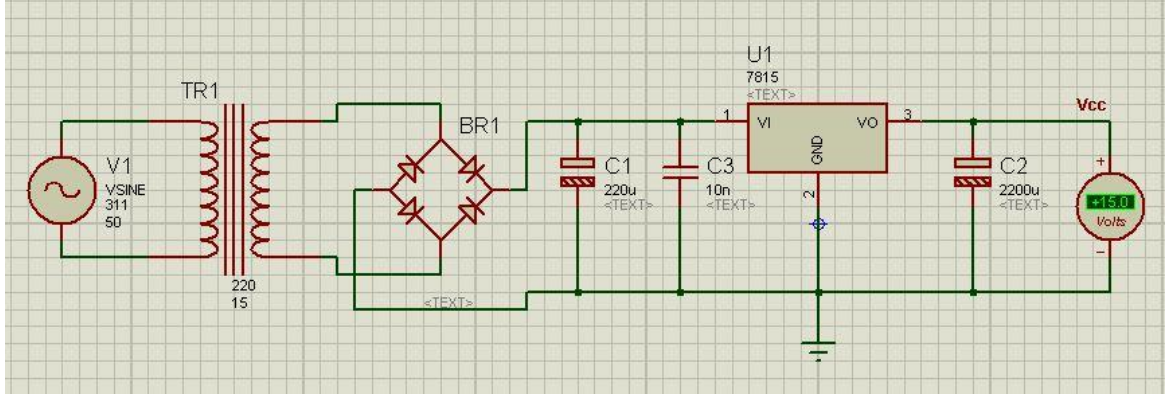 TR1
V1
VSINE
311
50
220
15
BR1
<TEXT>
C1
220u
<TEXT>
C3
10n
<TEXT>
U1
7815
<TEXT>
1
VI
VO
3
GND
2
C2
2200u
<TEXT>
Vcc
+
+15.0
Volts
−